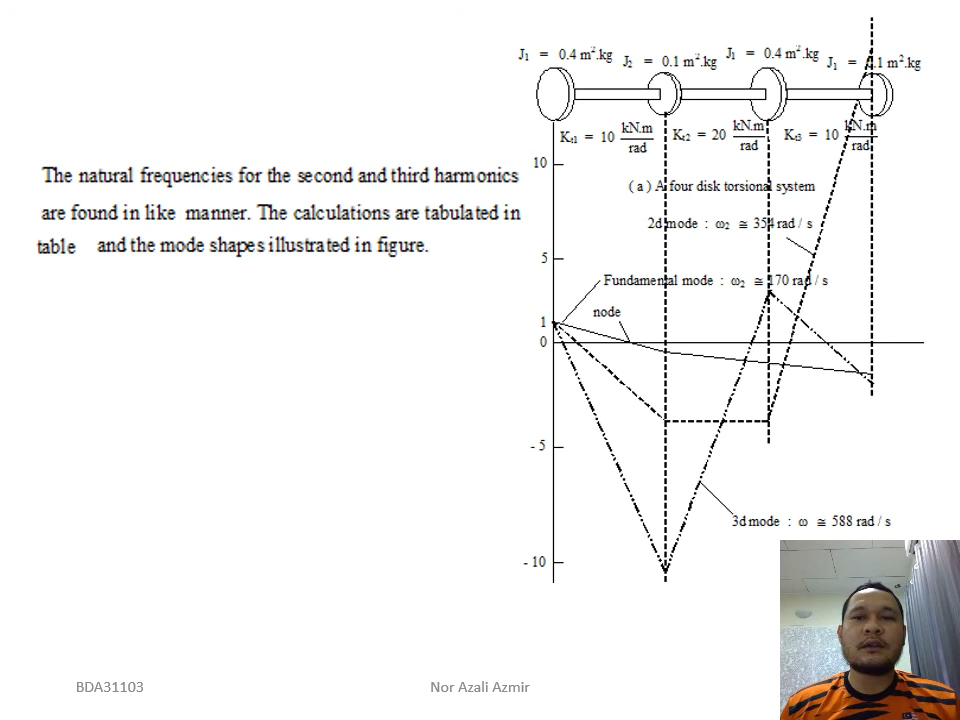 J₁ = 0.4 m².kg
J₂ = 0.1 m².kg
J₁ = 0.4 m².kg
J₁ = .1 m².kg
Kₜ₁ = 10 kN.m/rad
Kₜ₂ = 20 kN.m/rad
Kₜ₃ = 10 kN.m/rad
The natural frequencies for the second and third harmonics
are found in like manner. The calculations are tabulated in
table and the mode shapes illustrated in figure.
10
( a ) A four disk torsional system
2d mode : ω₂ ≅ 354 rad / s
5
Fundamental mode : ω₂ ≅ 170 rad / s
node
1
0
- 5
3d mode : ω ≅ 588 rad / s
- 10
BDA31103
Nor Azali Azmir